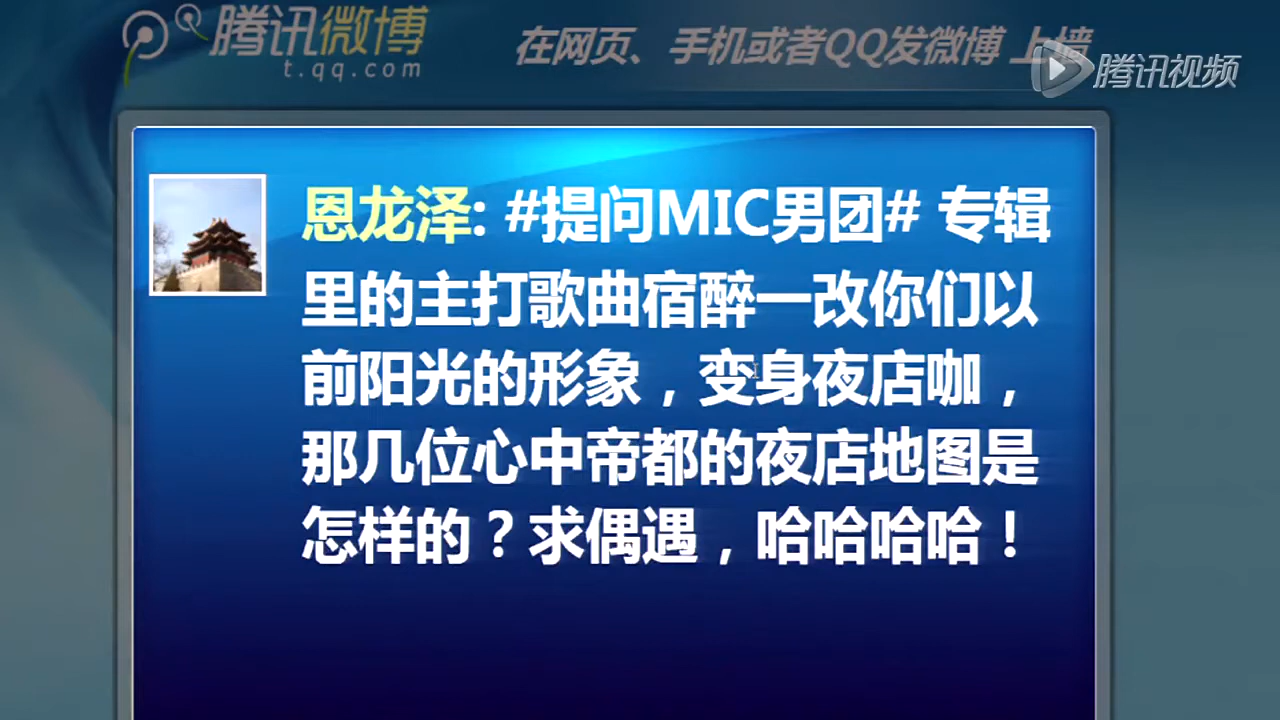 腾讯微博
t.qq.com
在网页、手机或者QQ发微博 上墙
腾讯视频
恩龙泽: #提问MIC男团# 专辑
里的主打歌曲宿醉一改你们以
前阳光的形象，变身夜店咖，
那几位心中帝都的夜店地图是
怎样的？求偶遇，哈哈哈哈！